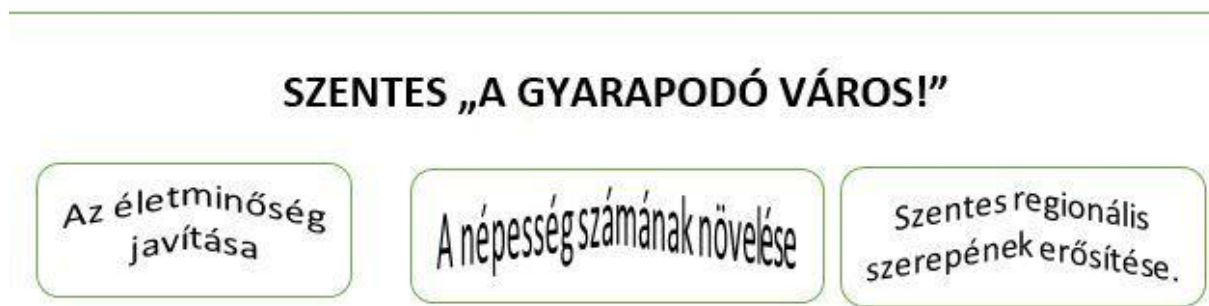 SZENTES „A GYARAPODÓ VÁROS!”
Az életminőség
javítása
A népesség számának növelése
Szentes regionális
szerepének erősítése.